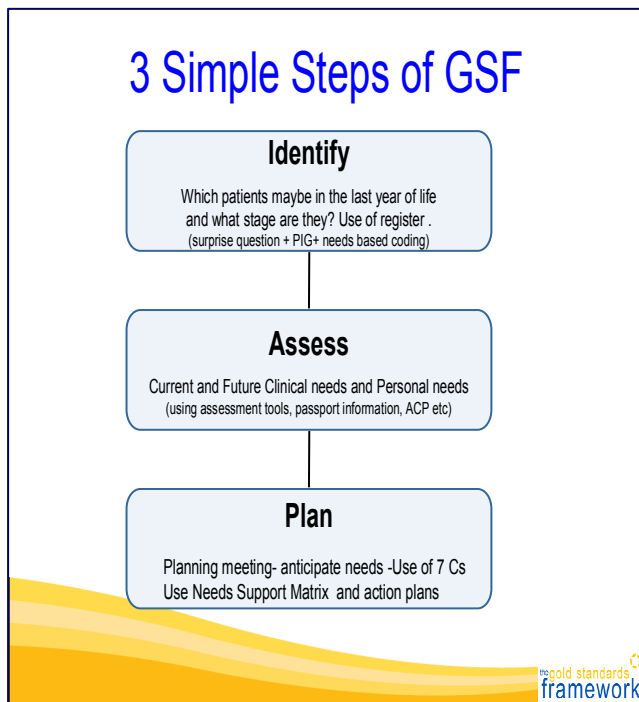 3 Simple Steps of GSF
Identify
Which patients maybe in the last year of life
and what stage are they? Use of register .
(surprise question + PIG+ needs based coding)
Assess
Current and Future Clinical needs and Personal needs
(using assessment tools, passport information, ACP etc)
Plan
Planning meeting- anticipate needs -Use of 7 Cs
Use Needs Support Matrix and action plans
the gold standards
framework